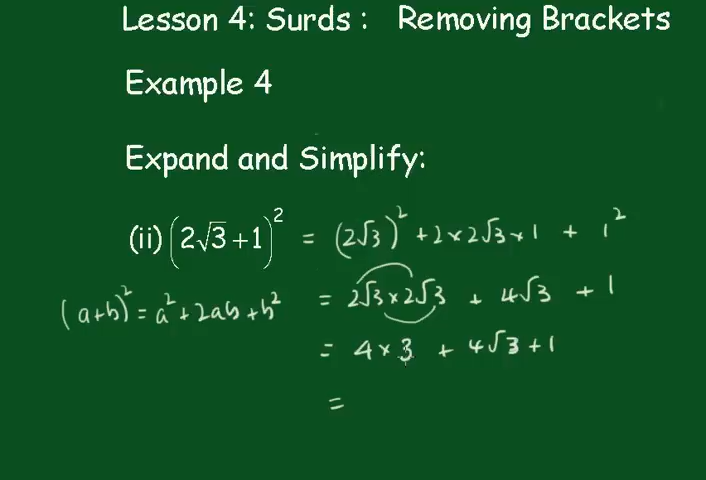 Lesson 4: Surds : Removing Brackets
Example 4
Expand and Simplify:
(ii) (2√3+1)² = (2√3)² + 2×2√3×1 + 1²
(a+b)² = a² + 2ab + b² = 2√3×2√3 + 4√3 + 1
= 4×3 + 4√3+1
=